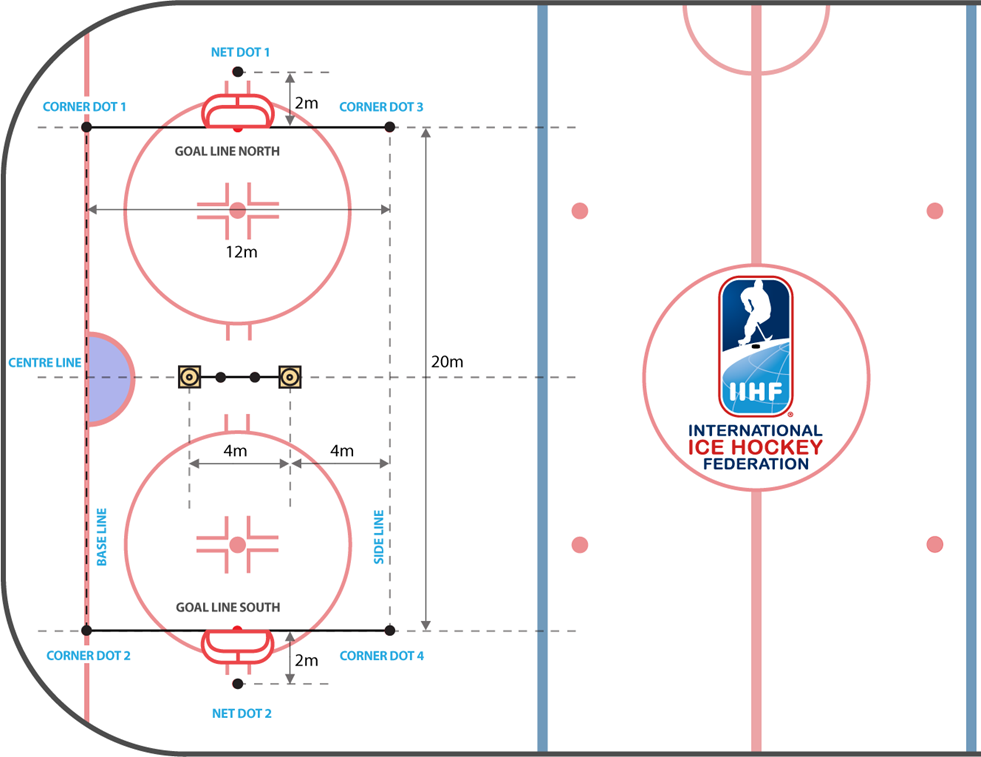 NET DOT 1
CORNER DOT 1
2m
CORNER DOT 3
GOAL LINE NORTH
12m
CENTRE LINE
20m
IIHF
®
INTERNATIONAL
ICE HOCKEY
FEDERATION
4m
4m
BASE LINE
SIDE LINE
GOAL LINE SOUTH
CORNER DOT 2
2m
CORNER DOT 4
NET DOT 2